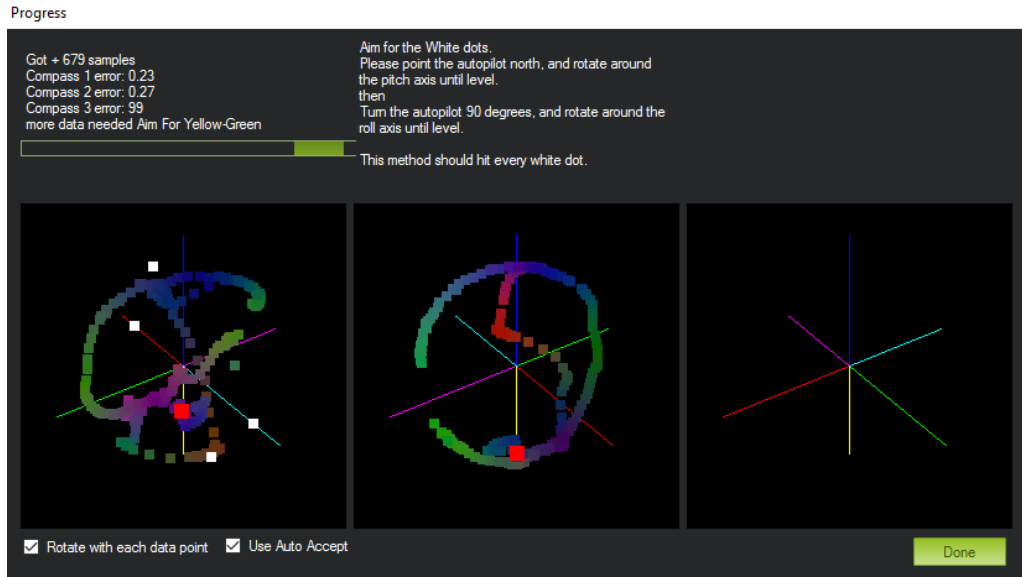 Progress
Got + 679 samples
Compass 1 error: 0.23
Compass 2 error: 0.27
Compass 3 error: 99
more data needed Aim For Yellow-Green
Aim for the White dots.
Please point the autopilot north, and rotate around
the pitch axis until level.
then
Turn the autopilot 90 degrees, and rotate around the
roll axis until level.
This method should hit every white dot.
Rotate with each data point
Use Auto Accept
Done